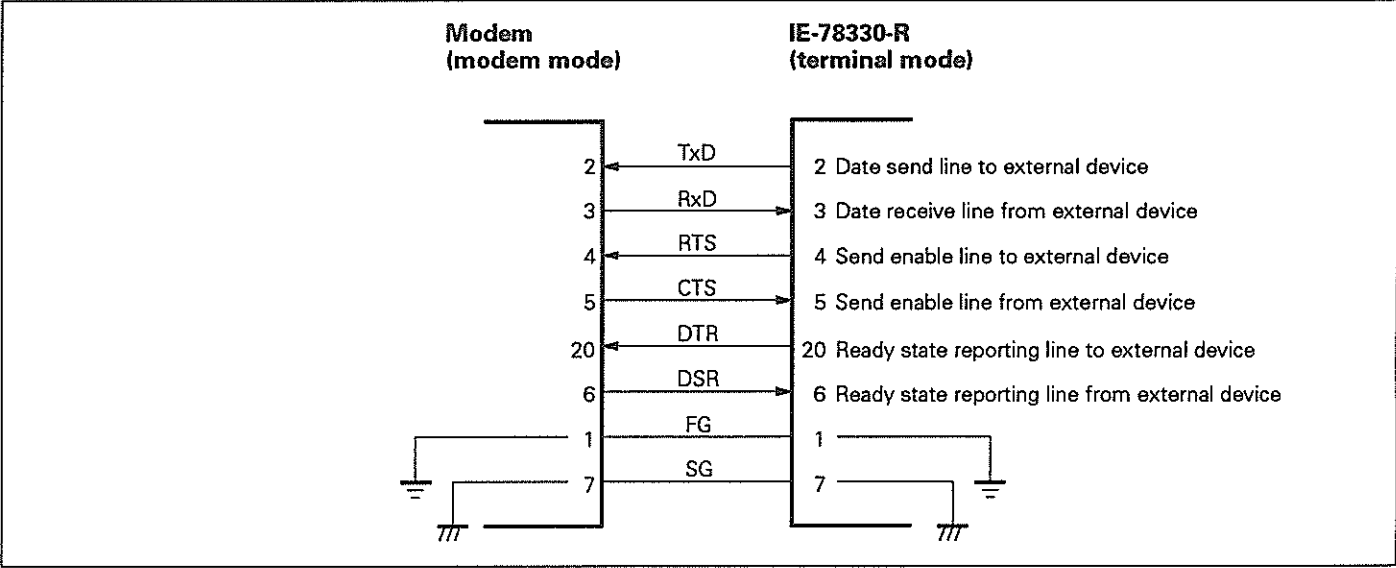 Modem
(modem mode)
IE-78330-R
(terminal mode)
2 TxD 2 Date send line to external device
3 RxD 3 Date receive line from external device
4 RTS 4 Send enable line to external device
5 CTS 5 Send enable line from external device
20 DTR 20 Ready state reporting line to external device
6 DSR 6 Ready state reporting line from external device
1 FG 1
7 SG 7